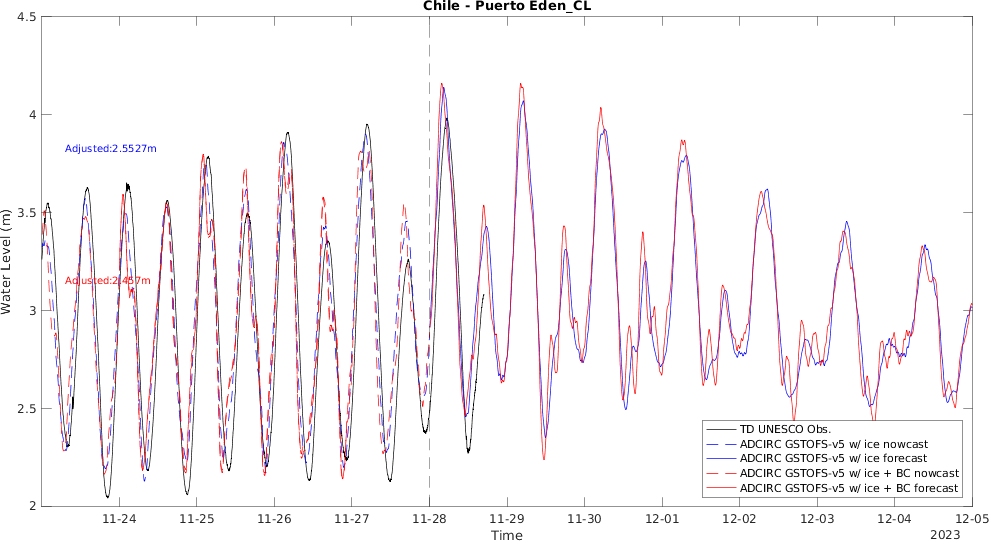 Chile - Puerto Eden_CL
4.5
4
3.5
3
2.5
2
Water Level (m)
Adjusted:2.5527m
Adjusted:2.457m
TD UNESCO Obs.
ADCIRC GSTOFS-v5 w/ ice nowcast
ADCIRC GSTOFS-v5 w/ ice forecast
ADCIRC GSTOFS-v5 w/ ice + BC nowcast
ADCIRC GSTOFS-v5 w/ ice + BC forecast
11-24 11-25 11-26 11-27 11-28 11-29 11-30 12-01 12-02 12-03 12-04 12-05
Time
2023